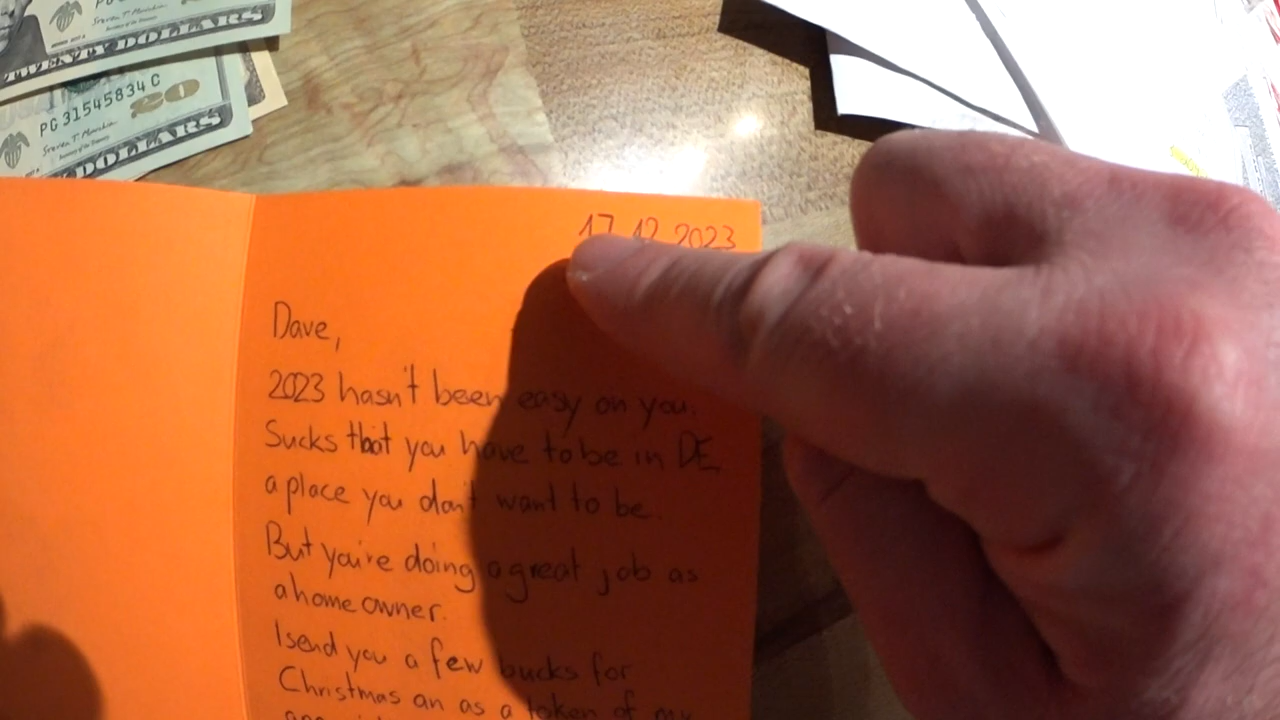 TWENTY DOLLARS
PG 31545834 C
20
DOLLARS
17.12.2023
Dave,
2023 hasn't been easy on you.
Sucks that you have to be in DE,
a place you don't want to be.
But you're doing a great job as
a home owner.
I send you a few bucks for
Christmas an as a token of my